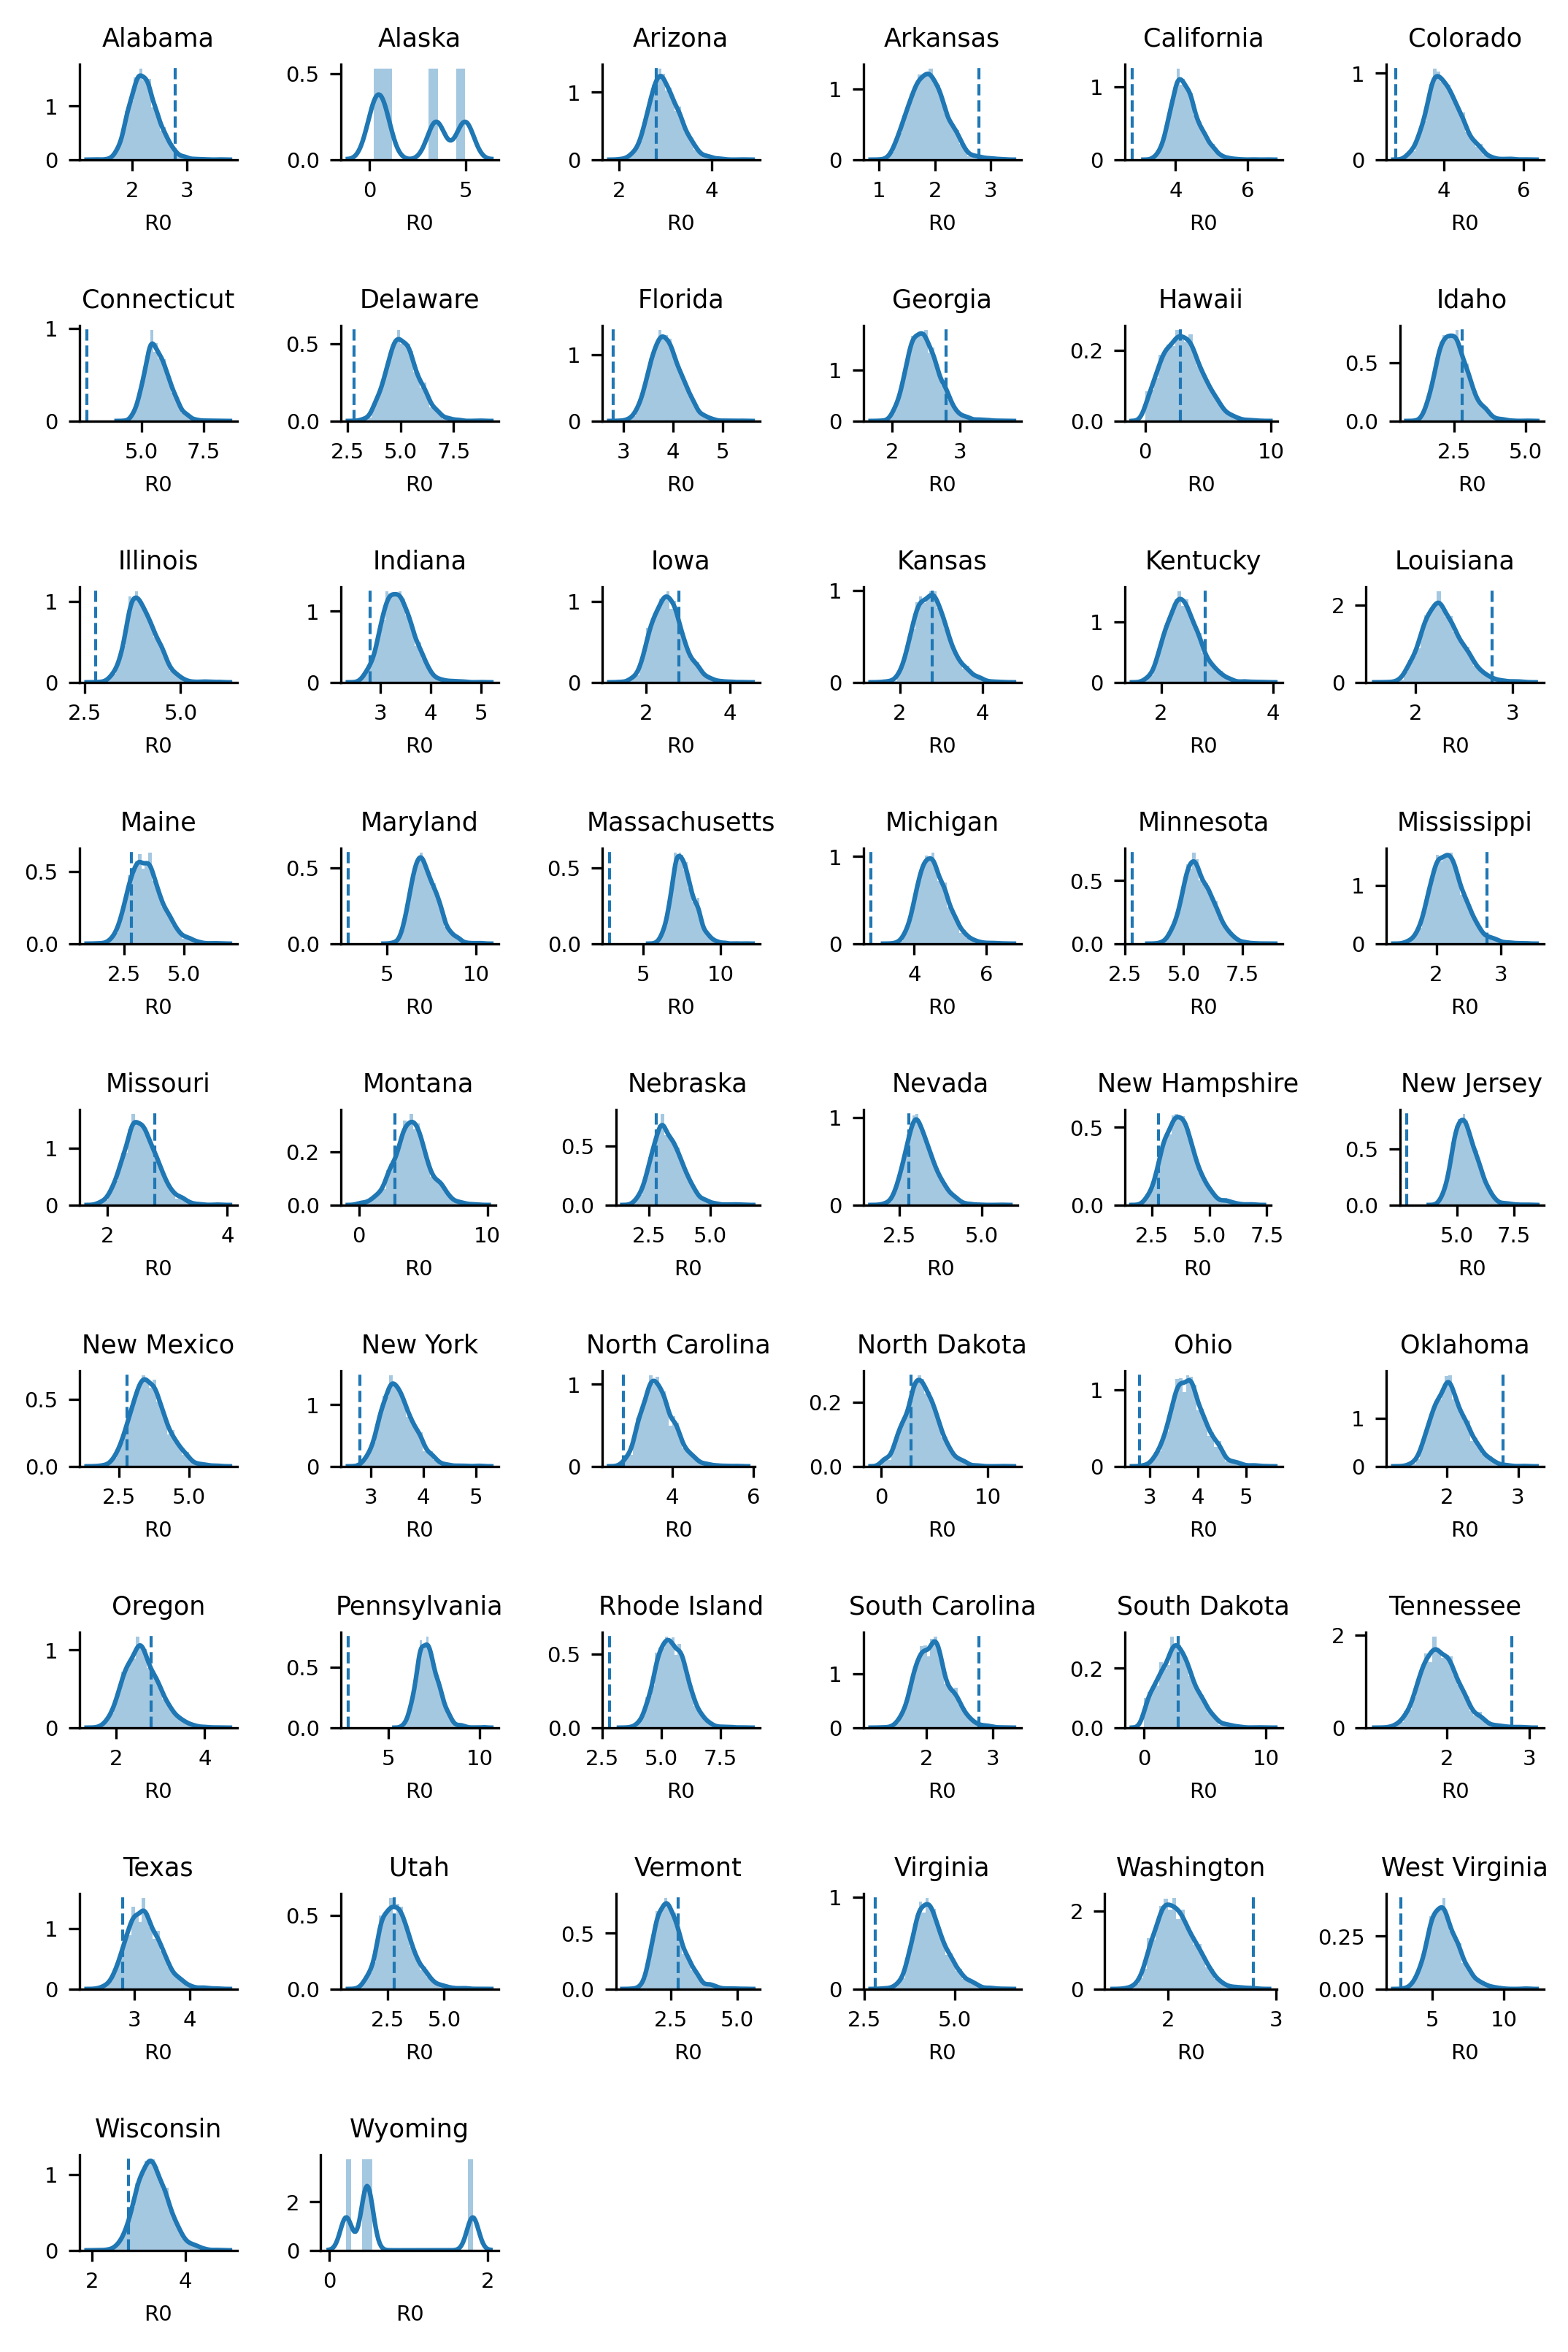 Alabama Alaska Arizona Arkansas California Colorado
1 0.5 1 1 1 1
0 0.0 0 0 0 0
2 3 0 5 2 4 1 2 3 4 6 4 6
R0 R0 R0 R0 R0 R0
Connecticut Delaware Florida Georgia Hawaii Idaho
1 0.5 1 1 0.2 0.5
0 0.0 0 0 0.0 0.0
5.0 7.5 2.5 5.0 7.5 3 4 5 2 3 0 10 2.5 5.0
R0 R0 R0 R0 R0 R0
Illinois Indiana Iowa Kansas Kentucky Louisiana
1 1 1 1 1 2
0 0 0 0 0 0
2.5 5.0 3 4 5 2 4 2 4 2 4 2 3
R0 R0 R0 R0 R0 R0
Maine Maryland Massachusetts Michigan Minnesota Mississippi
0.5 0.5 0.5 1 0.5 1
0.0 0.0 0.0 0 0.0 0
2.5 5.0 5 10 5 10 4 6 2.5 5.0 7.5 2 3
R0 R0 R0 R0 R0 R0
Missouri Montana Nebraska Nevada New Hampshire New Jersey
1 0.2 0.5 1 0.5 0.5
0 0.0 0.0 0 0.0 0.0
2 4 0 10 2.5 5.0 2.5 5.0 2.5 5.0 7.5 5.0 7.5
R0 R0 R0 R0 R0 R0
New Mexico New York North Carolina North Dakota Ohio Oklahoma
0.5 1 1 0.2 1 1
0.0 0 0 0.0 0 0
2.5 5.0 3 4 5 4 6 0 10 3 4 5 2 3
R0 R0 R0 R0 R0 R0
Oregon Pennsylvania Rhode Island South Carolina South Dakota Tennessee
1 0.5 0.5 1 0.2 2
0 0.0 0.0 0 0.0 0
2 4 5 10 2.5 5.0 7.5 2 3 0 10 2 3
R0 R0 R0 R0 R0 R0
Texas Utah Vermont Virginia Washington West Virginia
1 0.5 0.5 1 2 0.25
0 0.0 0.0 0 0 0.00
3 4 2.5 5.0 2.5 5.0 2.5 5.0 2 3 5 10
R0 R0 R0 R0 R0 R0
Wisconsin Wyoming
1 2
0 0
2 4 0 2
R0 R0